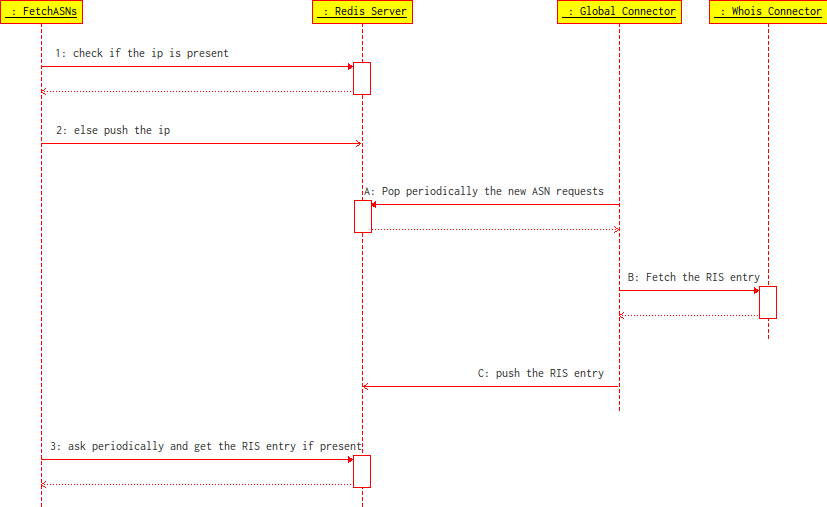 : FetchASNs
: Redis Server
: Global Connector
: Whois Connector
1: check if the ip is present
2: else push the ip
A: Pop periodically the new ASN requests
B: Fetch the RIS entry
C: push the RIS entry
3: ask periodically and get the RIS entry if present